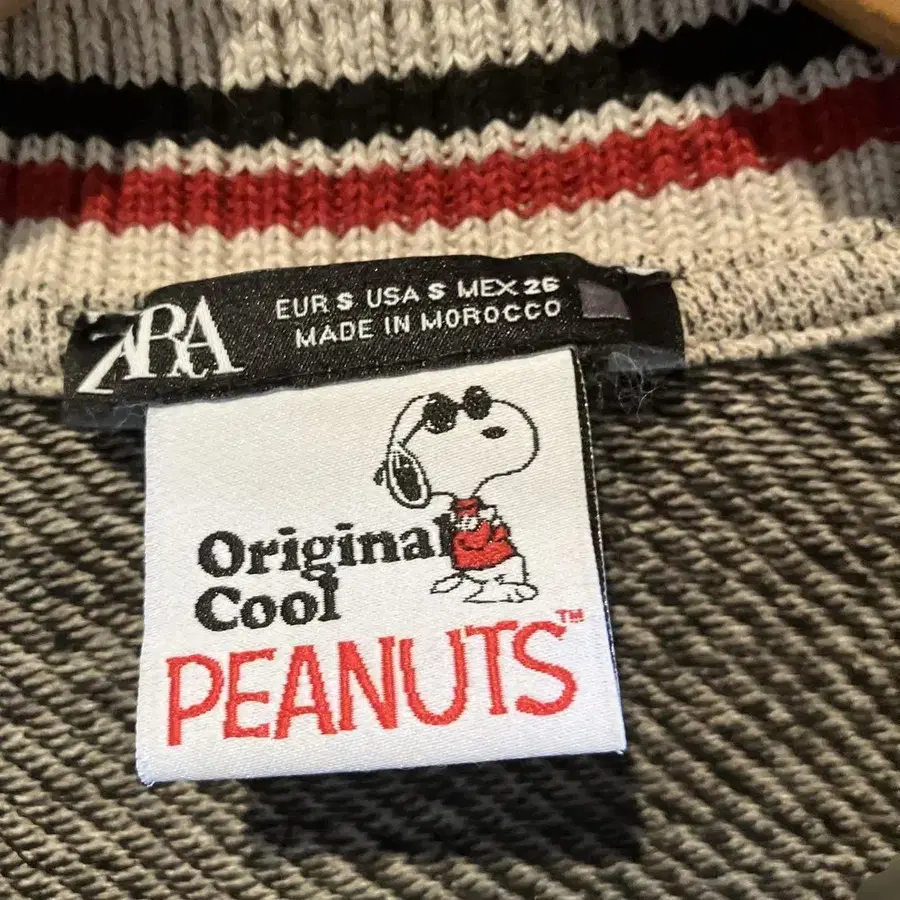 ZARA
EUR S USA S MEX 26
MADE IN MOROCCO
Original
Cool
PEANUTS™